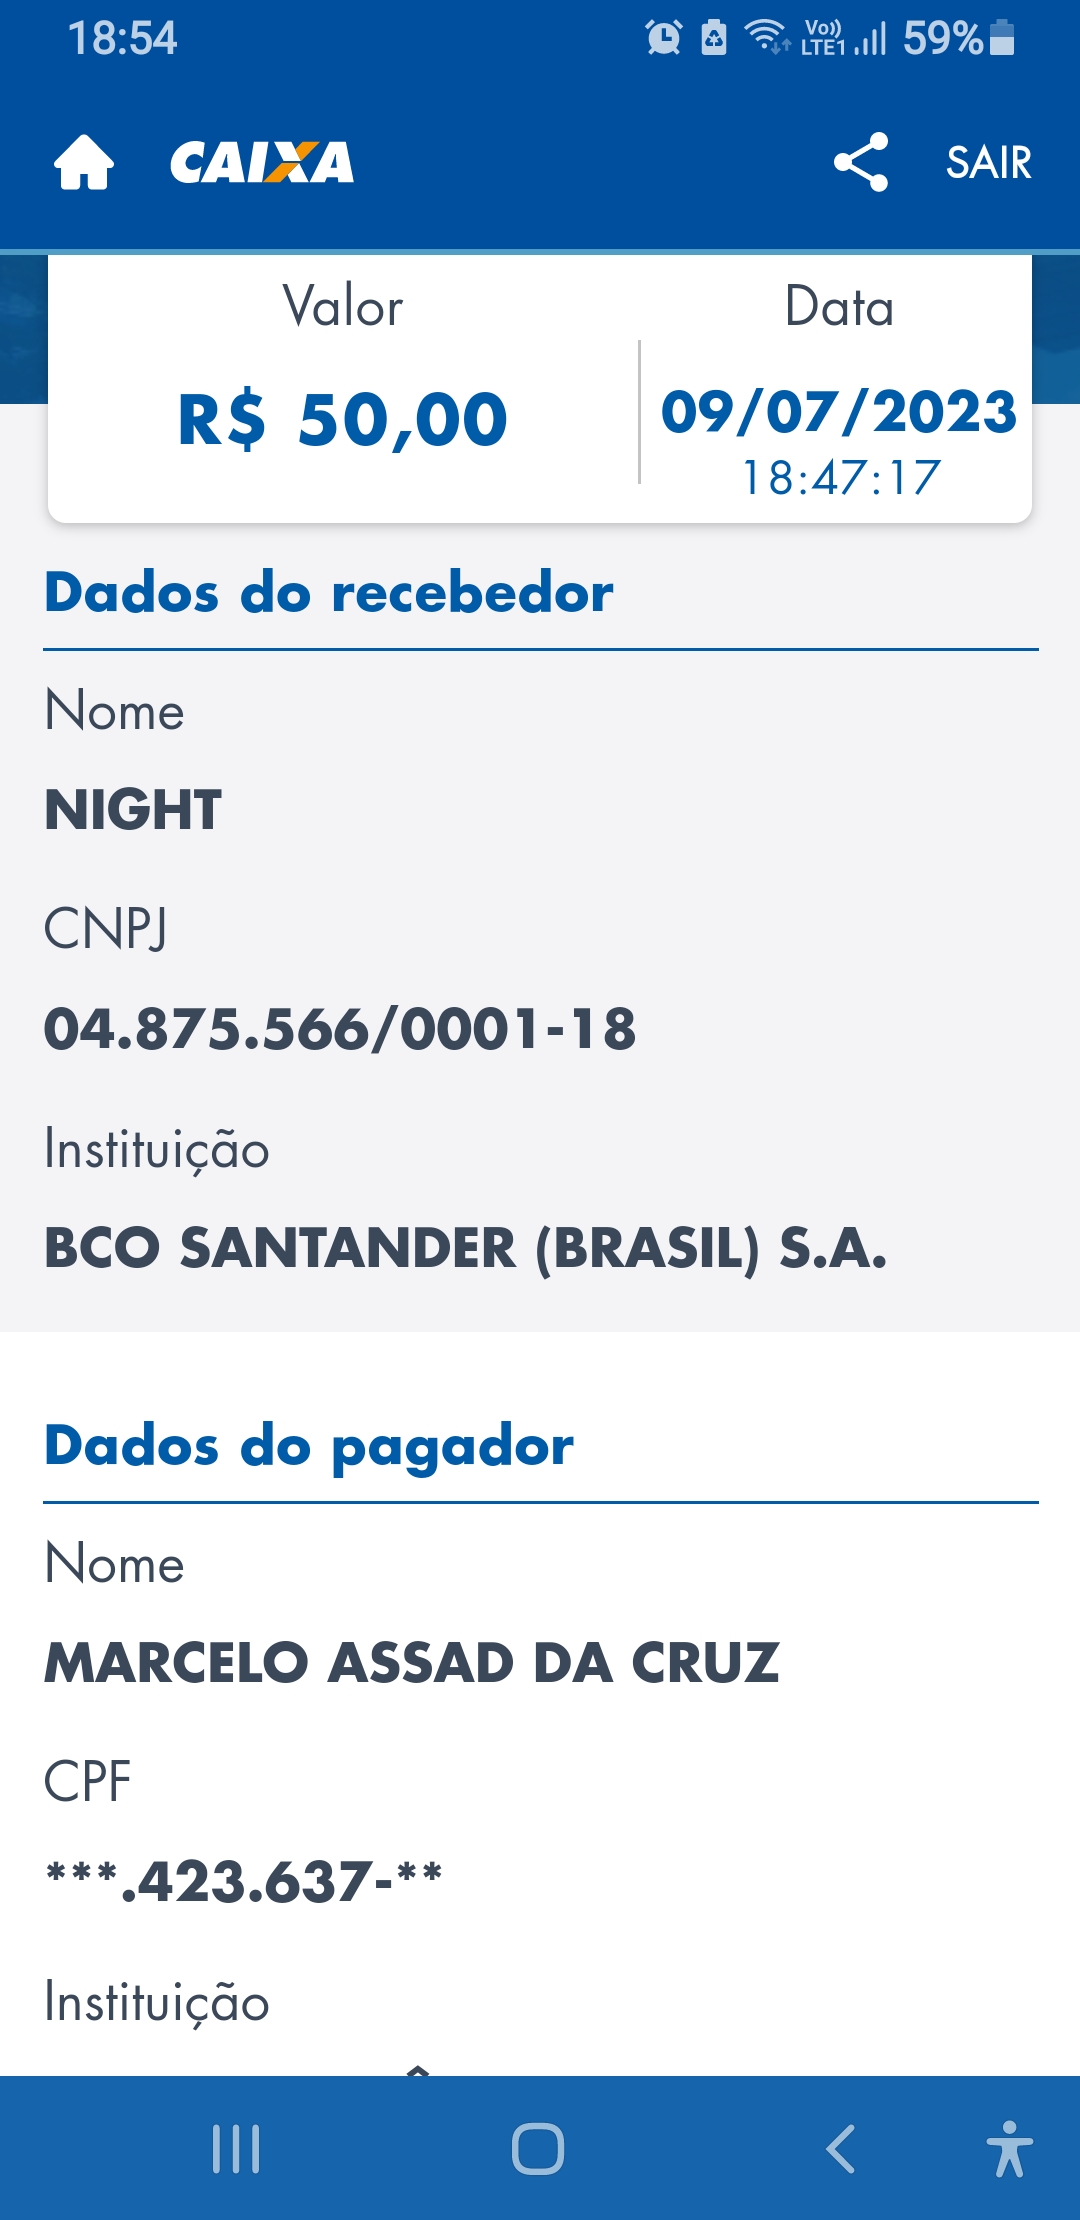 18:54
Vo)) LTE1 59%
CAIXA
SAIR
Valor
Data
R$ 50,00
09/07/2023
18:47:17
Dados do recebedor
Nome
NIGHT
CNPJ
04.875.566/0001-18
Instituição
BCO SANTANDER (BRASIL) S.A.
Dados do pagador
Nome
MARCELO ASSAD DA CRUZ
CPF
***.423.637-**
Instituição